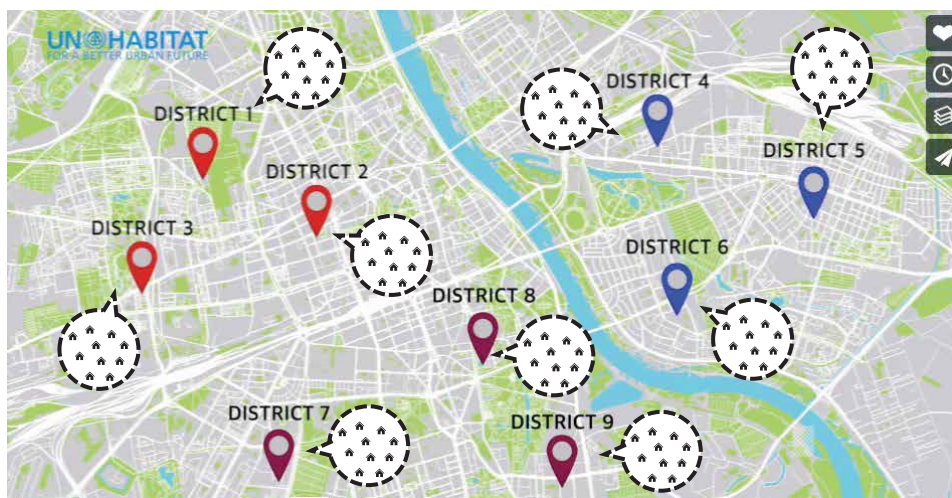 UN HABITAT
FOR A BETTER URBAN FUTURE
DISTRICT 1
DISTRICT 2
DISTRICT 3
DISTRICT 4
DISTRICT 5
DISTRICT 6
DISTRICT 8
DISTRICT 7
DISTRICT 9